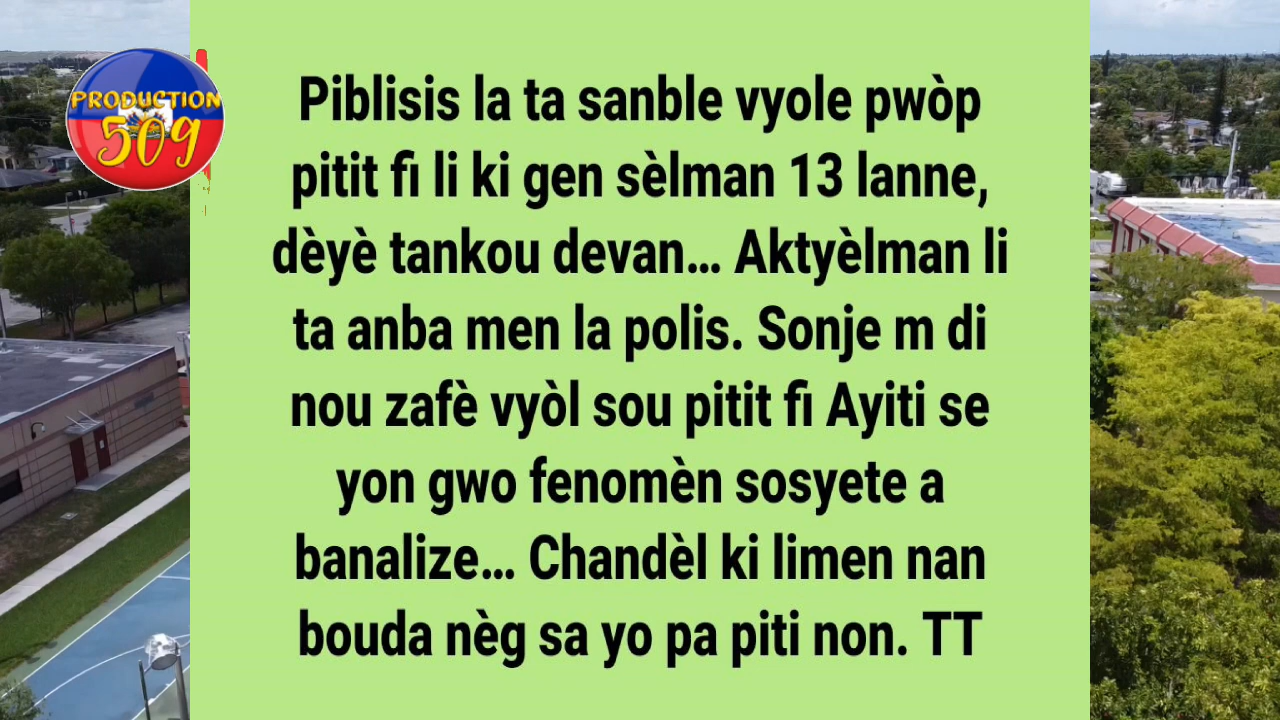 PRODUCTION
509
Piblisis la ta sanble vyole pwòp
pitit fi li ki gen sèlman 13 lanne,
dèyè tankou devan... Aktyèlman li
ta anba men la polis. Sonje m di
nou zafè vyòl sou pitit fi Ayiti se
yon gwo fenomèn sosyete a
banalize... Chandèl ki limen nan
bouda nèg sa yo pa piti non. TT